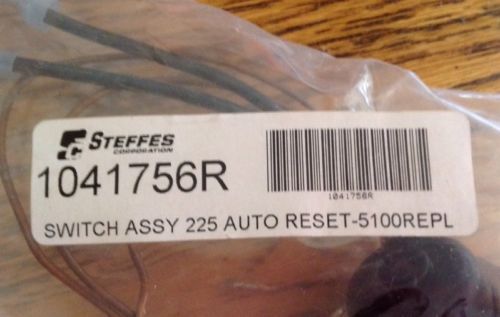 STEFFES
CORPORATION
1041756R
1041756R
SWITCH ASSY 225 AUTO RESET-5100REPL